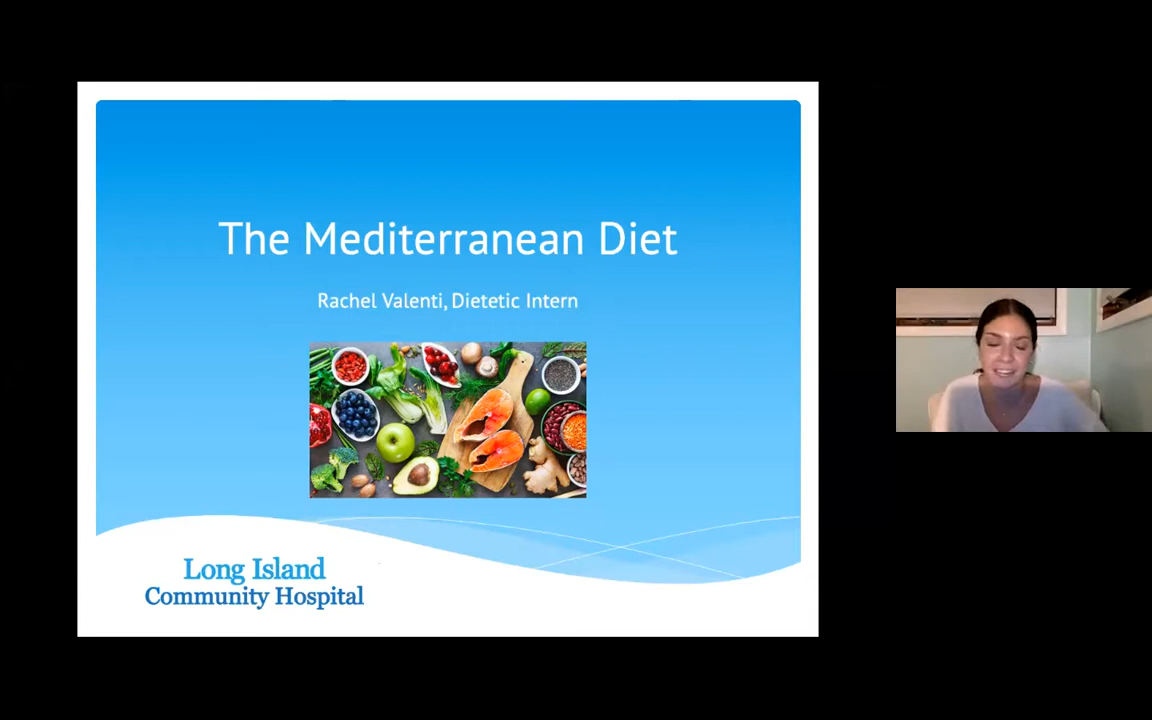 The Mediterranean Diet
Rachel Valenti, Dietetic Intern
Long Island
Community Hospital